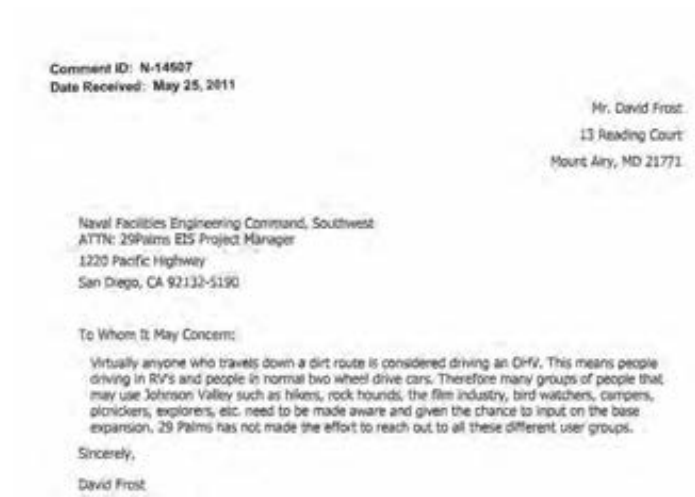 Comment ID: N-14507
Date Received: May 25, 2011
Mr. David Frost
13 Reading Court
Mount Airy, MD 21771
Naval Facilities Engineering Command, Southwest
ATTN: 29Palms EIS Project Manager
1220 Pacific Highway
San Diego, CA 92132-5190
To Whom It May Concern:
Virtually anyone who travels down a dirt route is considered driving an OHV. This means people
driving in RV's and people in normal two wheel drive cars. Therefore many groups of people that
may use Johnson Valley such as hikers, rock hounds, the film industry, bird watchers, campers,
picnickers, explorers, etc. need to be made aware and given the chance to input on the base
expansion. 29 Palms has not made the effort to reach out to all these different user groups.
Sincerely,
David Frost